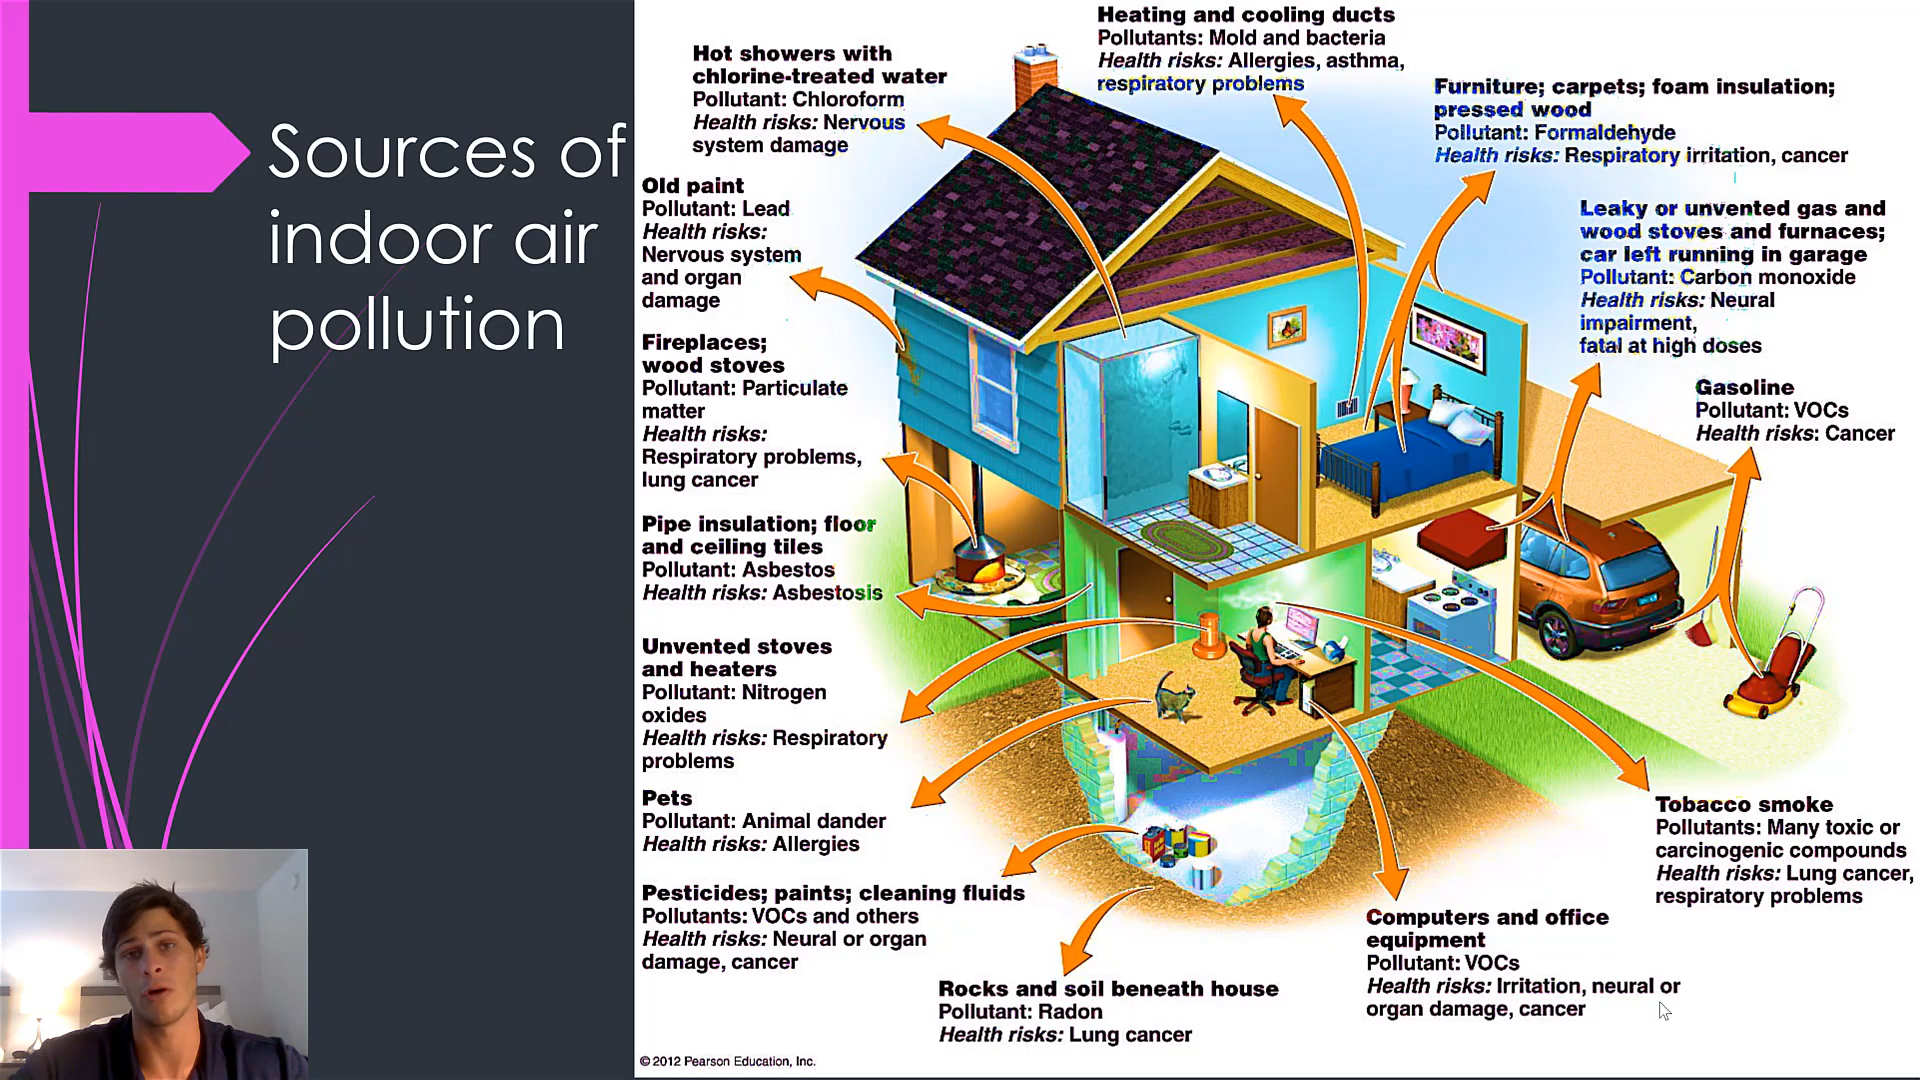 Sources of
indoor air
pollution
Hot showers with
chlorine-treated water
Pollutant: Chloroform
Health risks: Nervous
system damage
Heating and cooling ducts
Pollutants: Mold and bacteria
Health risks: Allergies, asthma,
respiratory problems
Furniture; carpets; foam insulation;
pressed wood
Pollutant: Formaldehyde
Health risks: Respiratory irritation, cancer
Old paint
Pollutant: Lead
Health risks:
Nervous system
and organ
damage
Leaky or unvented gas and
wood stoves and furnaces;
car left running in garage
Pollutant: Carbon monoxide
Health risks: Neural
impairment,
fatal at high doses
Fireplaces;
wood stoves
Pollutant: Particulate
matter
Health risks:
Respiratory problems,
lung cancer
Gasoline
Pollutant: VOCs
Health risks: Cancer
Pipe insulation; floor
and ceiling tiles
Pollutant: Asbestos
Health risks: Asbestosis
Unvented stoves
and heaters
Pollutant: Nitrogen
oxides
Health risks: Respiratory
problems
Pets
Pollutant: Animal dander
Health risks: Allergies
Pesticides; paints; cleaning fluids
Pollutants: VOCs and others
Health risks: Neural or organ
damage, cancer
Rocks and soil beneath house
Pollutant: Radon
Health risks: Lung cancer
Computers and office
equipment
Pollutant: VOCs
Health risks: Irritation, neural or
organ damage, cancer
Tobacco smoke
Pollutants: Many toxic or
carcinogenic compounds
Health risks: Lung cancer,
respiratory problems
© 2012 Pearson Education, Inc.